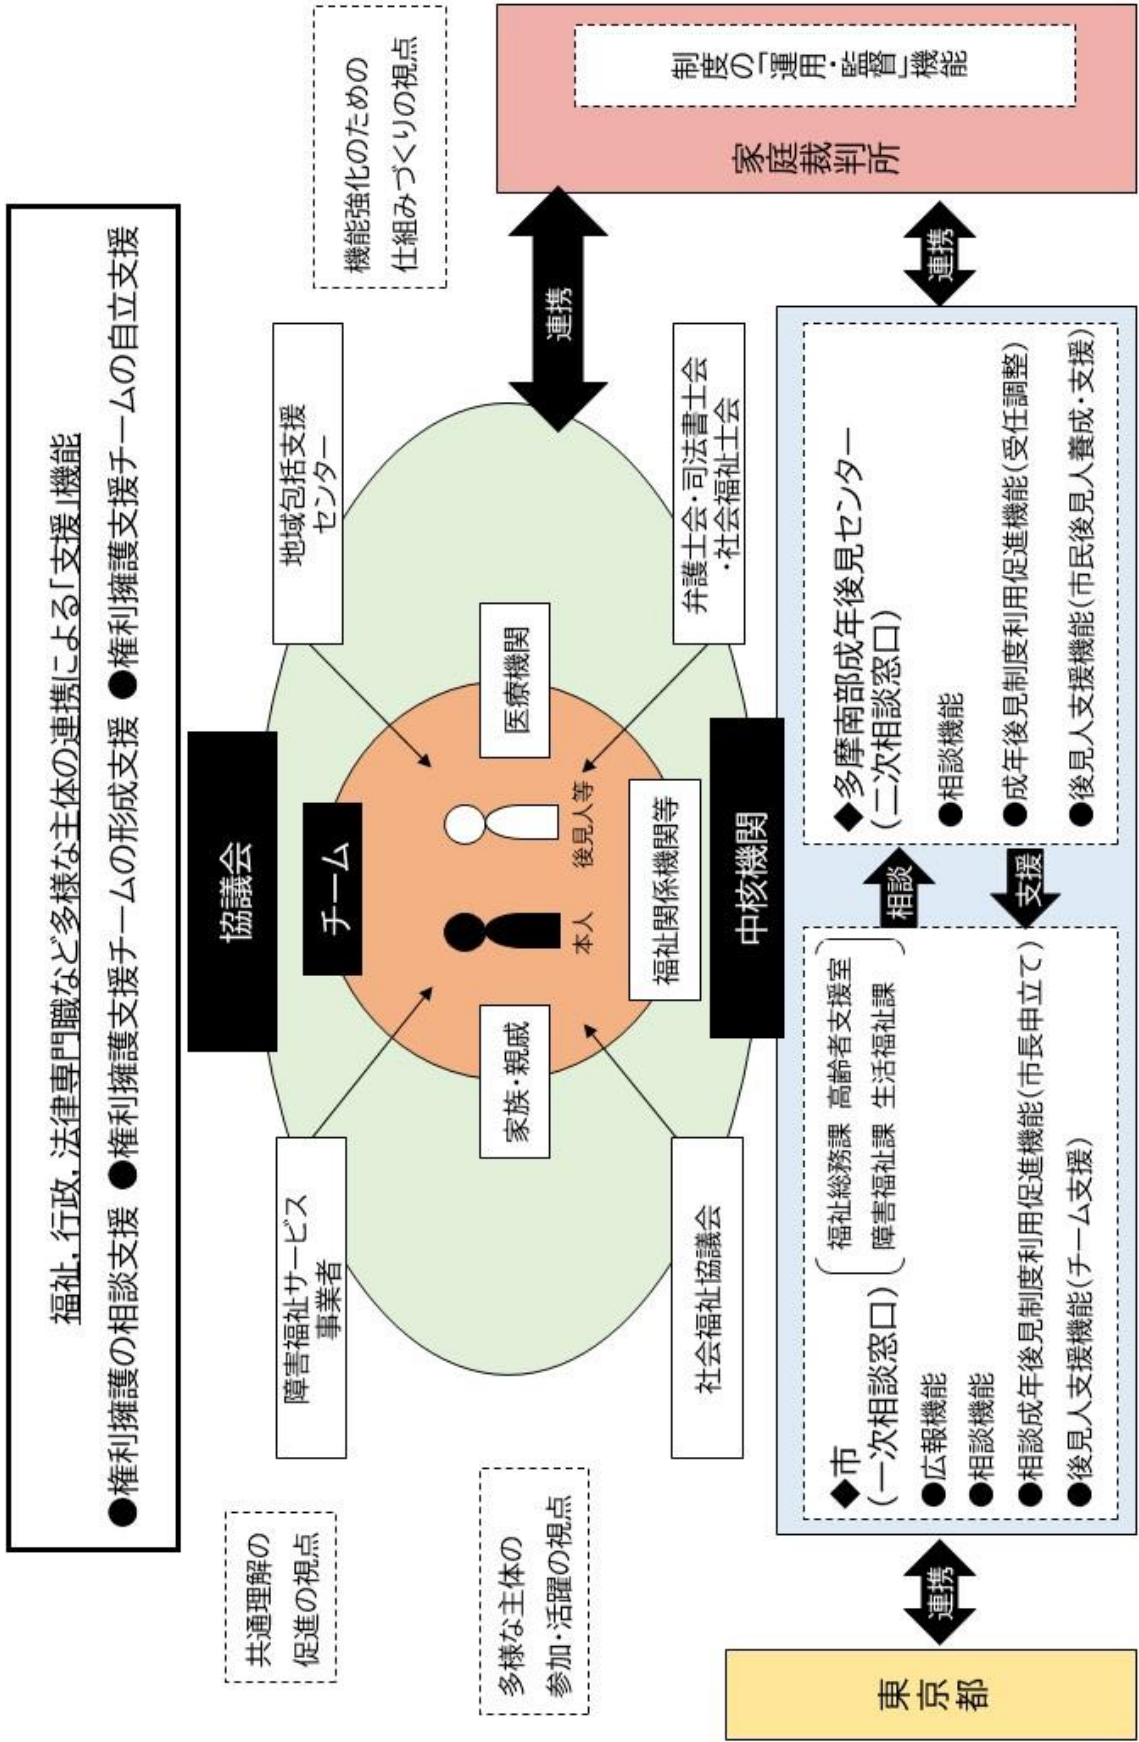 福祉，行政，法律専門職など多様な主体の連携による「支援」機能
●権利擁護の相談支援 ●権利擁護支援チームの形成支援 ●権利擁護支援チームの自立支援
共通理解の
促進の視点
機能強化のための
仕組みづくりの視点
多様な主体の
参加・活躍の視点
協議会
障害福祉サービス
事業者
地域包括支援
センター
チーム
家族・親戚
本人
後見人等
医療機関
福祉関係機関等
社会福祉協議会
弁護士会・司法書士会
・社会福祉士会
連携
中核機関
◆市
(一次相談窓口)
福祉総務課 高齢者支援室
障害福祉課 生活福祉課
●広報機能
●相談機能
●相談成年後見制度利用促進機能(市長申立て)
●後見人支援機能(チーム支援)
相談
支援
◆多摩南部成年後見センター
(二次相談窓口)
●相談機能
●成年後見制度利用促進機能(受任調整)
●後見人支援機能(市民後見人養成・支援)
東京都
連携
連携
家庭裁判所
制度の「運用・監督」機能